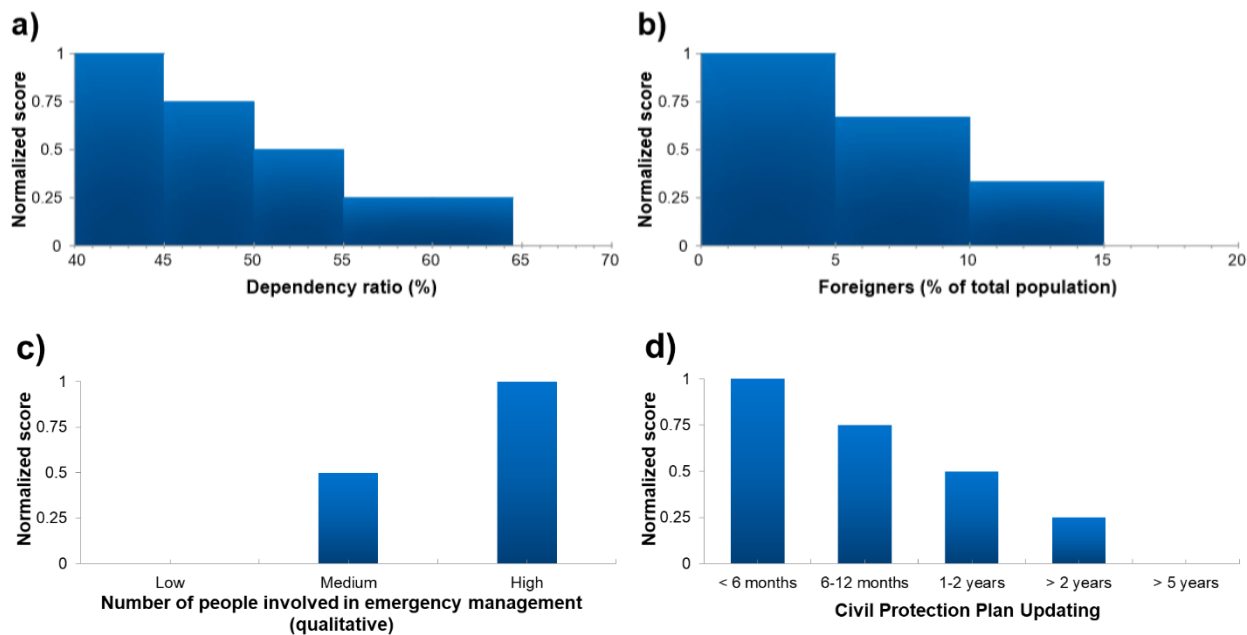 a)
Normalized score
1
0.75
0.5
0.25
0
40 45 50 55 60 65 70
Dependency ratio (%)
b)
Normalized score
1
0.75
0.5
0.25
0
0 5 10 15 20
Foreigners (% of total population)
c)
Normalized score
1
0.75
0.5
0.25
0
Low Medium High
Number of people involved in emergency management
(qualitative)
d)
Normalized score
1
0.75
0.5
0.25
0
< 6 months 6-12 months 1-2 years > 2 years > 5 years
Civil Protection Plan Updating